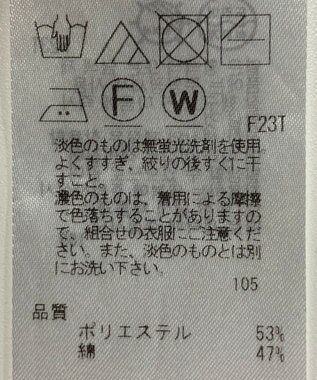 F
W
F23T
淡色のものは無蛍光洗剤を使用
よくすすぎ、絞りの後すぐに干
すこと。
濃色のものは、着用による摩擦
で色落ちすることがありますの
で、組合せの衣服にご注意くだ
さい。また、淡色のものとは別
にお洗い下さい。
105
品質
ポリエステル 53%
綿 47%